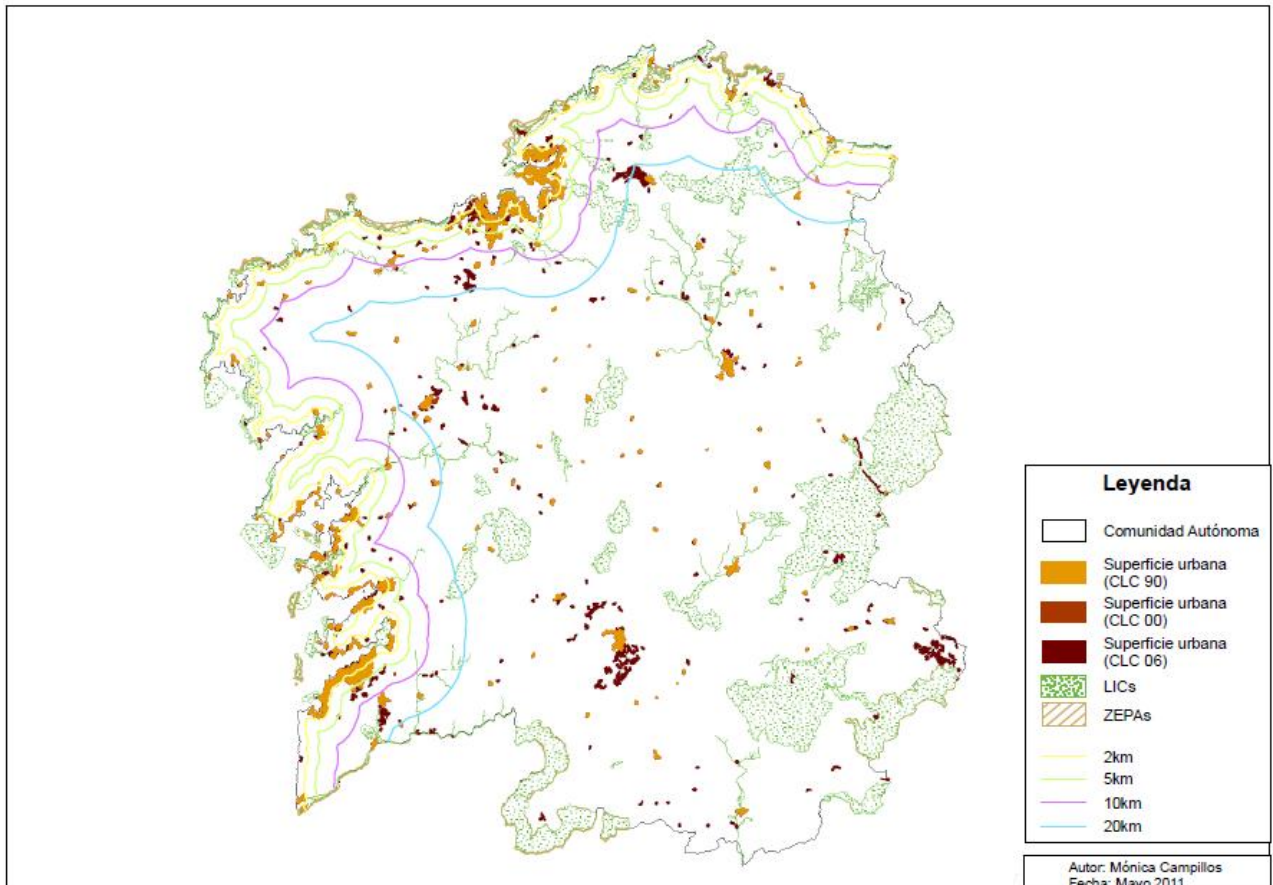 Leyenda
Comunidad Autónoma
Superficie urbana
(CLC 90)
Superficie urbana
(CLC 00)
Superficie urbana
(CLC 06)
LICs
ZEPAs
2km
5km
10km
20km
Autor: Mónica Campillos
Fecha: Mayo 2011